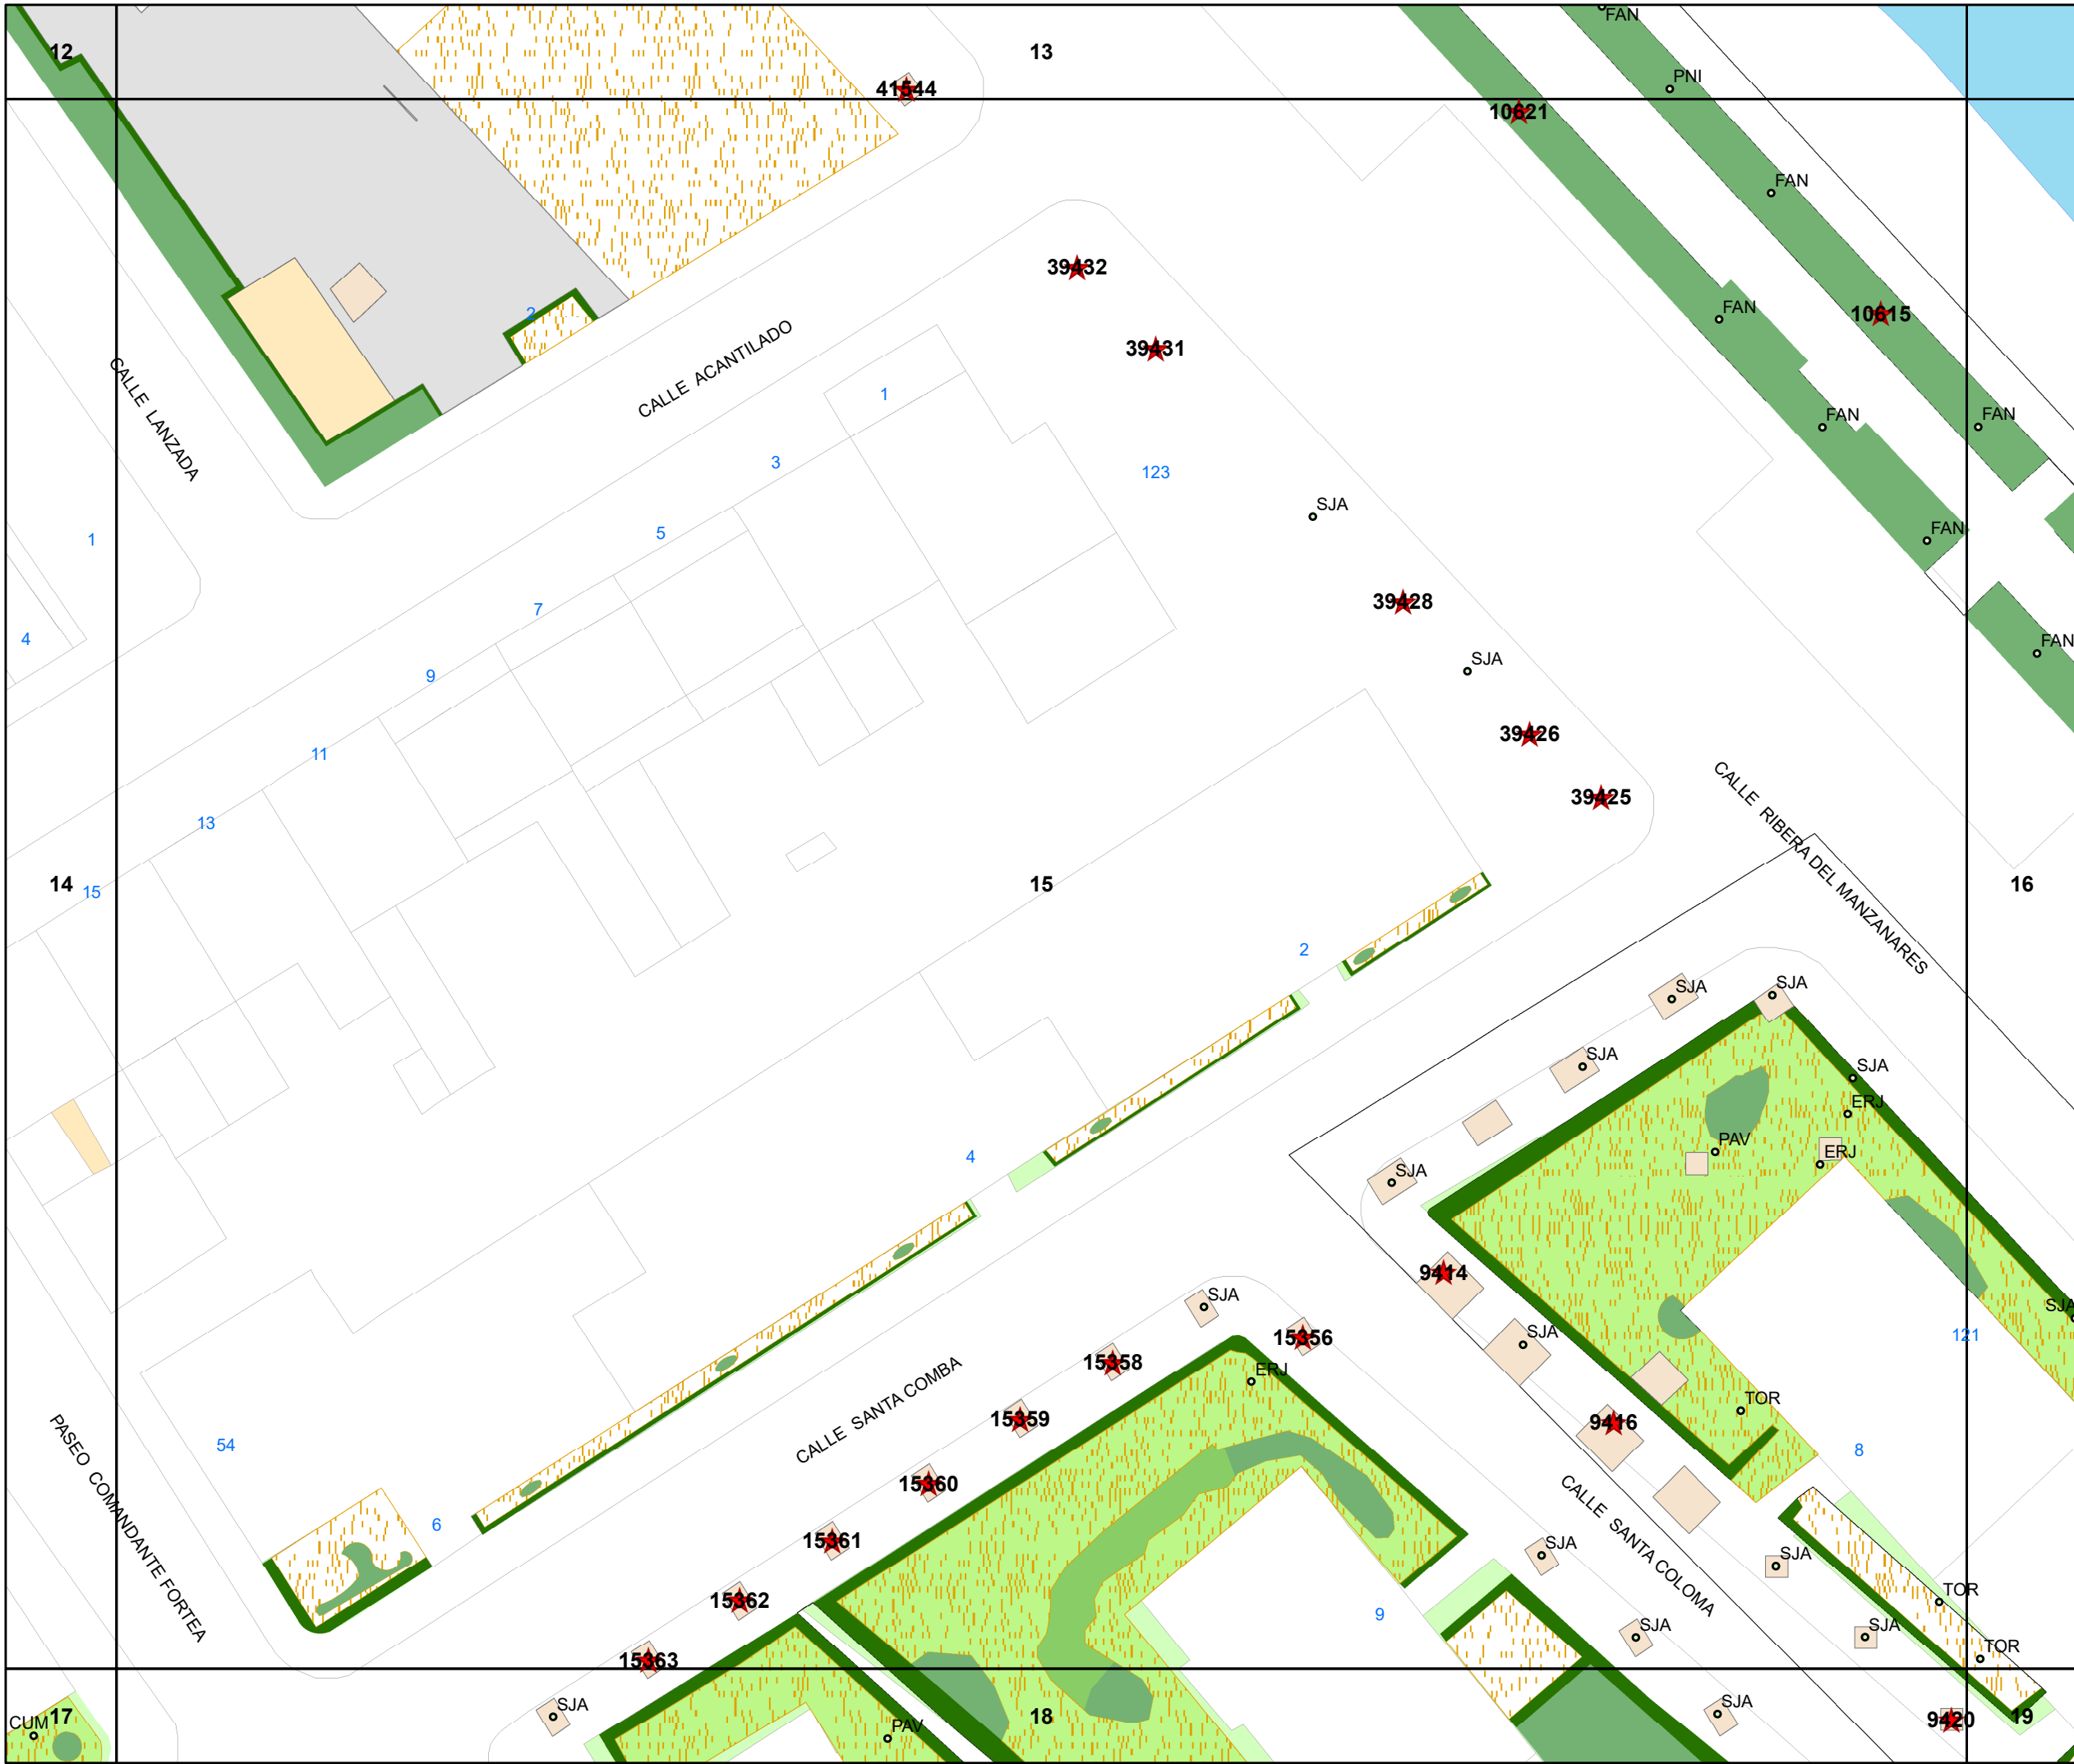 12
13
FAN
PNI
41544
10621
FAN
39432
FAN
10615
2
CALLE LANZADA
CALLE ACANTILADO
39431
1
FAN
FAN
3
123
SJA
5
FAN
1
7
39428
4
SJA
FAN
9
39426
11
39425
CALLE RIBERA DEL MANZANARES
13
14
15
15
16
2
SJA
SJA
SJA
SJA
ERJ
PAV
ERJ
4
SJA
9414
SJA
SJA
15356
SJA
121
15358
CALLE SANTA COMBA
ERJ
TOR
15359
9416
PASEO COMANDANTE FORTEA
54
8
15360
6
CALLE SANTA COLOMA
15361
SJA
SJA
15362
9
TOR
SJA
SJA
TOR
15363
SJA
SJA
17
CUM
18
19
9420
PAV